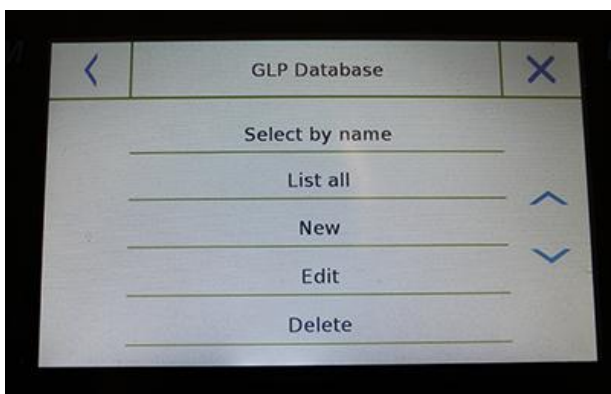 GLP Database
Select by name
List all
New
Edit
Delete